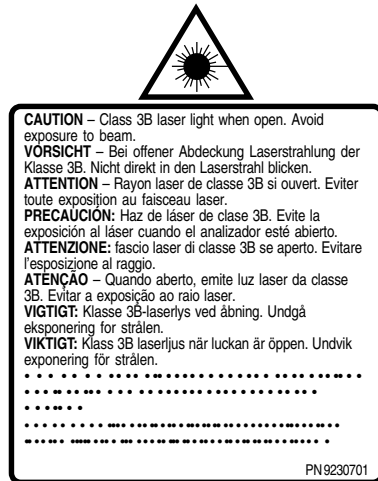 CAUTION – Class 3B laser light when open. Avoid
exposure to beam.
VORSICHT – Bei offener Abdeckung Laserstrahlung der
Klasse 3B. Nicht direkt in den Laserstrahl blicken.
ATTENTION – Rayon laser de classe 3B si ouvert. Eviter
toute exposition au faisceau laser.
PRECAUCIÓN: Haz de láser de clase 3B. Evite la
exposición al láser cuando el analizador esté abierto.
ATTENZIONE: fascio laser di classe 3B se aperto. Evitare
l'esposizione al raggio.
ATENÇÃO – Quando aberto, emite luz laser da classe
3B. Evitar a exposição ao raio laser.
VIGTIGT: Klasse 3B-laserlys ved åbning. Undgå
eksponering for strålen.
VIKTIGT: Klass 3B laserljus när luckan är öppen. Undvik
exponering för strålen.
PN 9230701